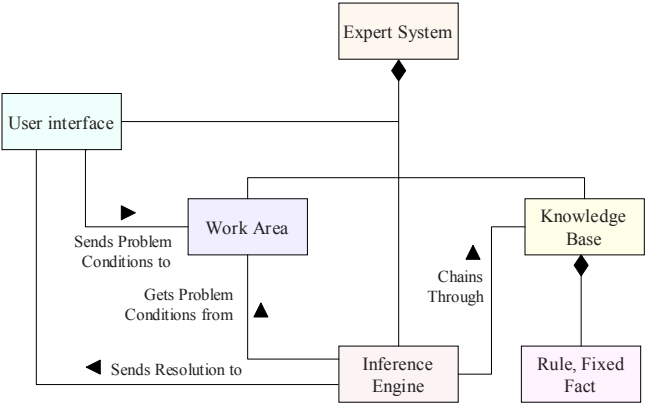 Expert System
User interface
Work Area
Knowledge
Base
Sends Problem
Conditions to
Chains
Through
Gets Problem
Conditions from
Sends Resolution to
Inference
Engine
Rule, Fixed
Fact